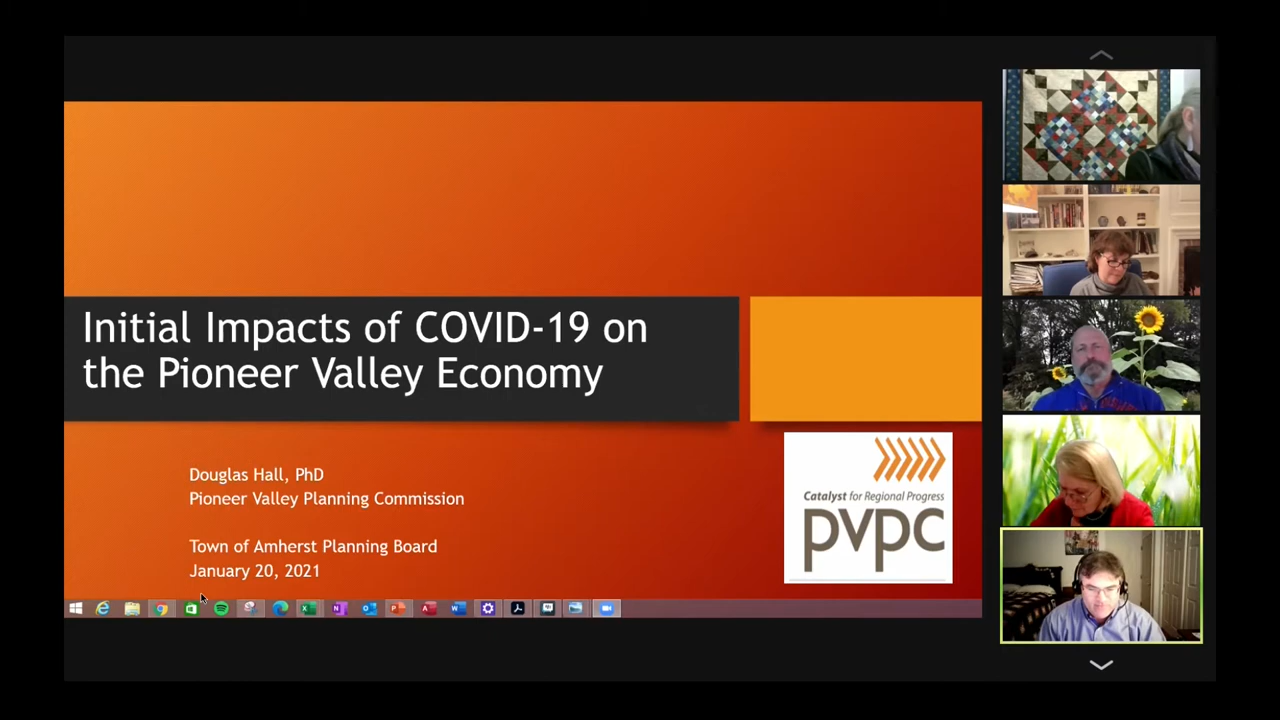 Initial Impacts of COVID-19 on
the Pioneer Valley Economy
Douglas Hall, PhD
Pioneer Valley Planning Commission
Town of Amherst Planning Board
January 20, 2021
Catalyst for Regional Progress
pvpc